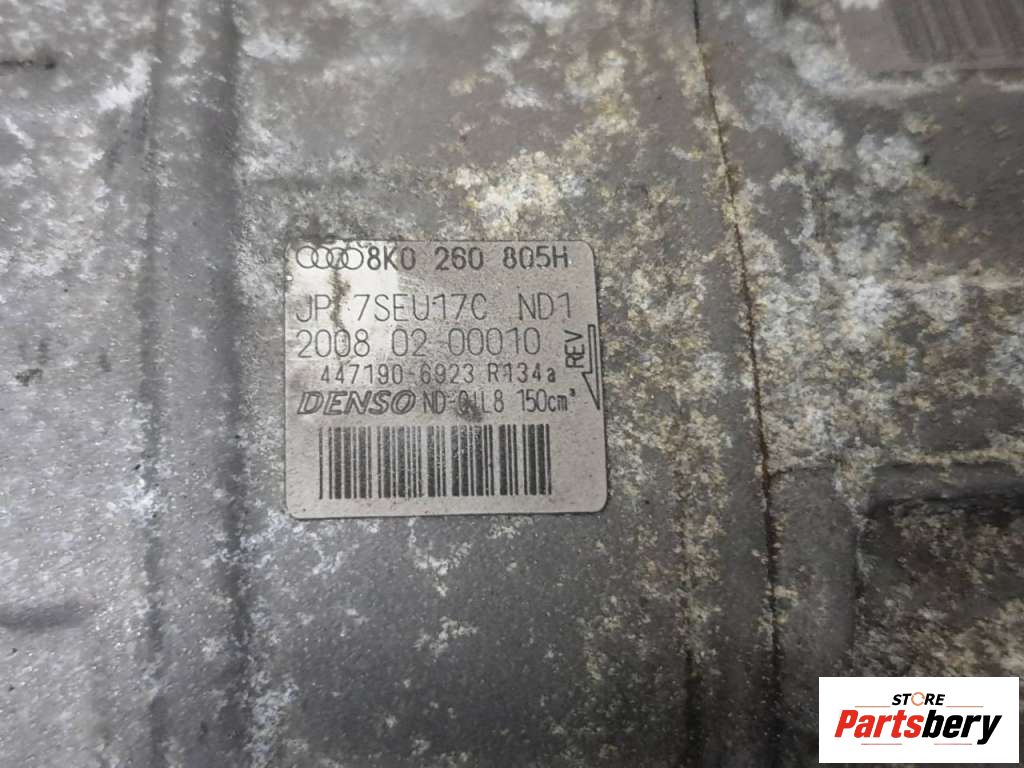 8K0 260 805H
JP 7SEU17C ND1
2008 02 00010
REV
447190-6923 R134a
DENSO ND-OIL8 150cm³
STORE
Partsbery